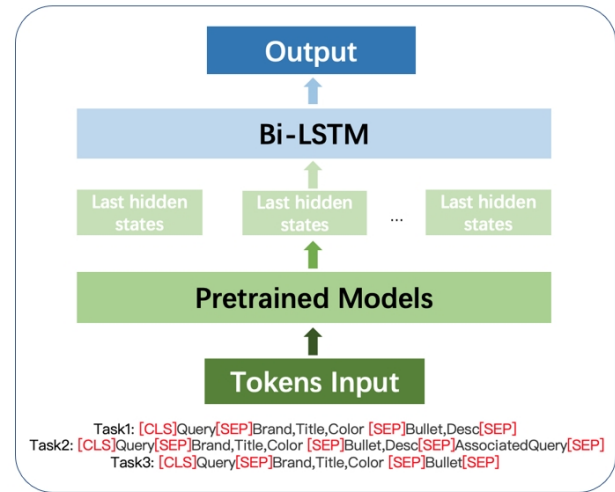 Output
Bi-LSTM
Last hidden states
Last hidden states
...
Last hidden states
Pretrained Models
Tokens Input
Task1: [CLS]Query[SEP]Brand,Title,Color [SEP]Bullet,Desc[SEP]
Task2: [CLS]Query[SEP]Brand,Title,Color [SEP]Bullet,Desc[SEP]AssociatedQuery[SEP]
Task3: [CLS]Query[SEP]Brand,Title,Color [SEP]Bullet[SEP]